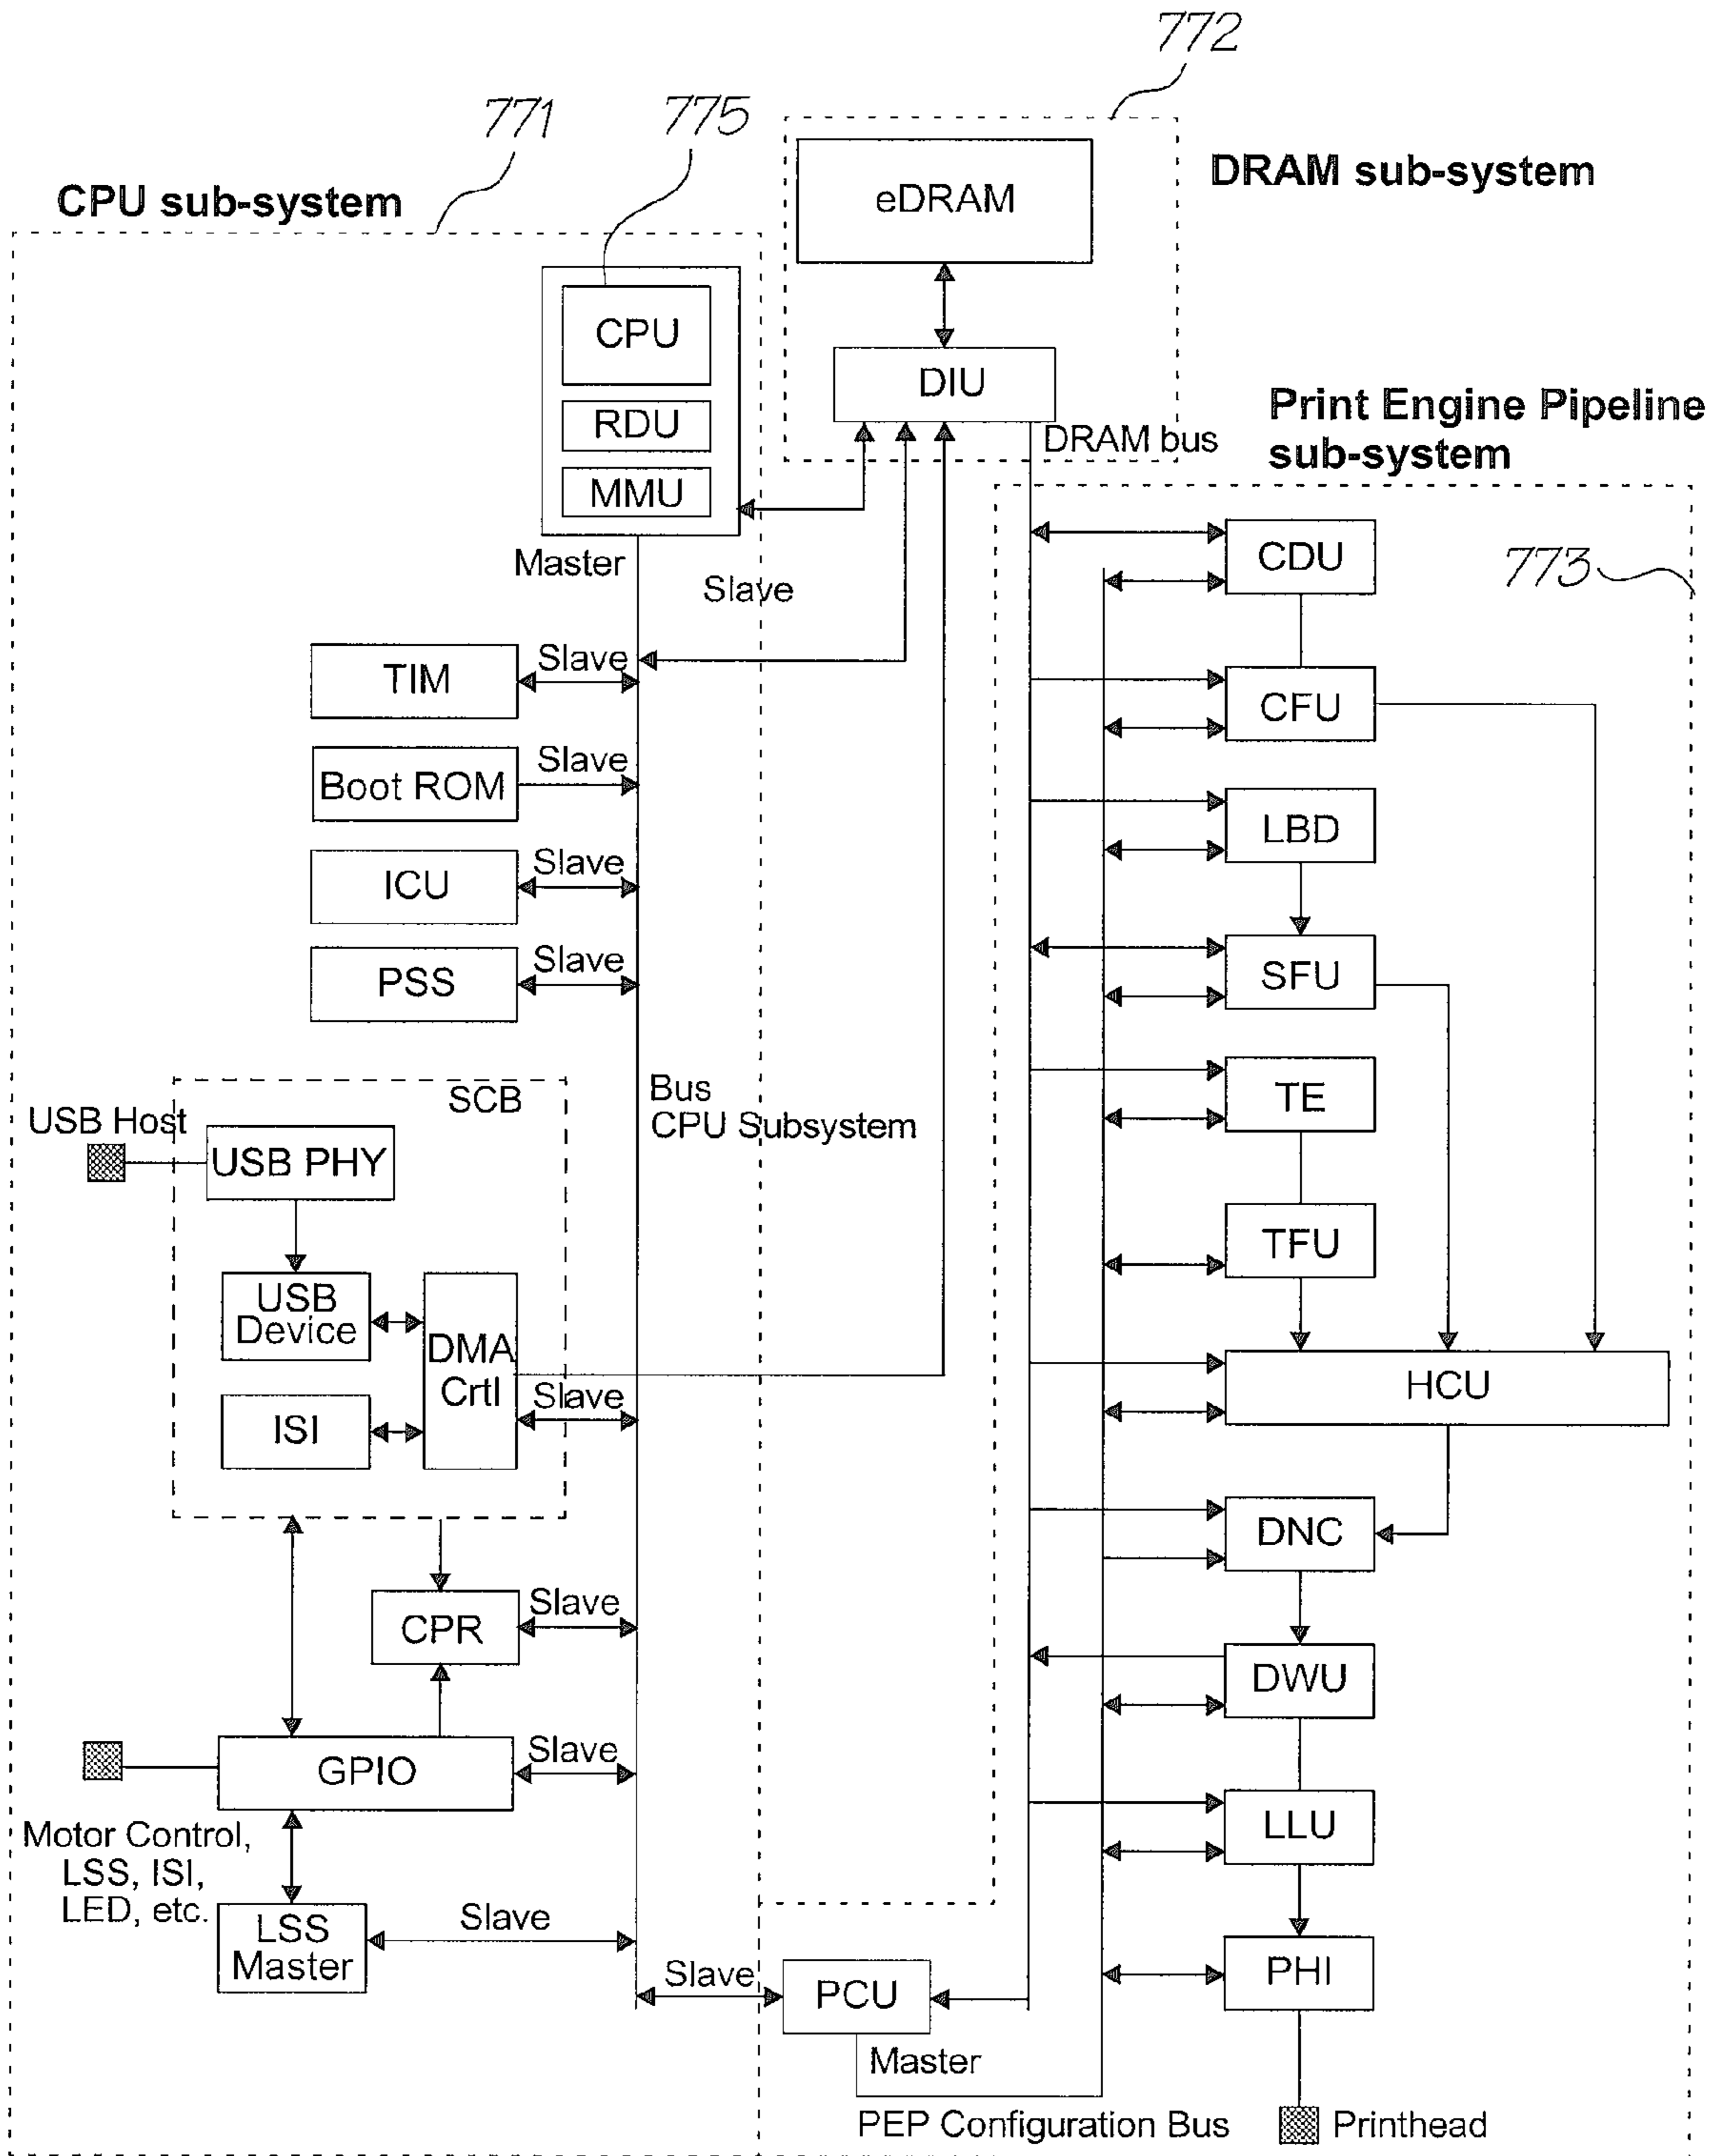 772
771
775
CPU sub-system
eDRAM
DRAM sub-system
CPU
RDU
MMU
DIU
DRAM bus
Print Engine Pipeline
sub-system
Master
Slave
CDU
773
TIM
Slave
CFU
Boot ROM
Slave
LBD
ICU
Slave
PSS
Slave
SFU
SCB
Bus
CPU Subsystem
TE
USB Host
USB PHY
TFU
USB
Device
DMA
Crtl
Slave
ISI
HCU
DNC
CPR
Slave
DWU
GPIO
Slave
Motor Control,
LSS, ISI,
LED, etc.
LLU
LSS
Master
Slave
Slave
PCU
PHI
Master
PEP Configuration Bus
Printhead